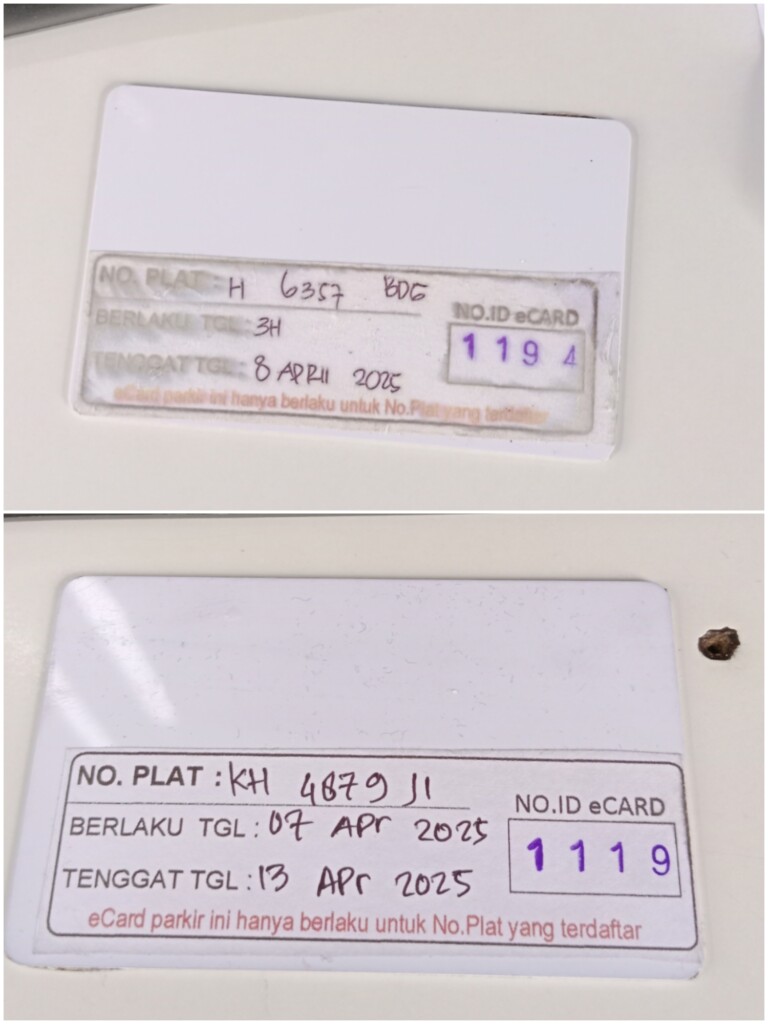 NO. PLAT : H 6357 BDG
BERLAKU TGL : 3H
NO.ID eCARD
1194
TENGGAT TGL : 8 APRIl 2025
eCard parkir ini hanya berlaku untuk No.Plat yang terdaftar
NO. PLAT : KH 4879 JI
NO.ID eCARD
BERLAKU TGL : 07 Apr 2025
1119
TENGGAT TGL : 13 Apr 2025
eCard parkir ini hanya berlaku untuk No.Plat yang terdaftar